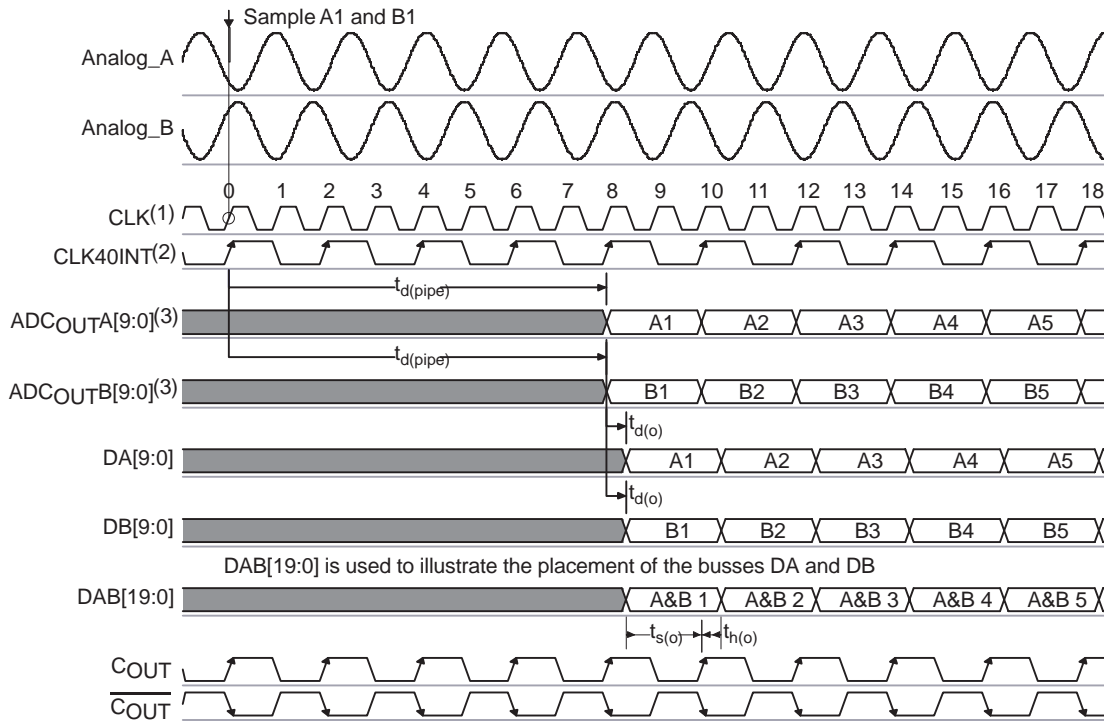 Sample A1 and B1
Analog_A
Analog_B
0 1 2 3 4 5 6 7 8 9 10 11 12 13 14 15 16 17 18
CLK(1)
CLK40INT(2)
td(pipe)
ADCOUTA[9:0](3) A1 A2 A3 A4 A5
td(pipe)
ADCOUTB[9:0](3) B1 B2 B3 B4 B5
td(o)
DA[9:0] A1 A2 A3 A4 A5
td(o)
DB[9:0] B1 B2 B3 B4 B5
DAB[19:0] is used to illustrate the placement of the busses DA and DB
DAB[19:0] A&B 1 A&B 2 A&B 3 A&B 4 A&B 5
ts(o) th(o)
COUT
COUT